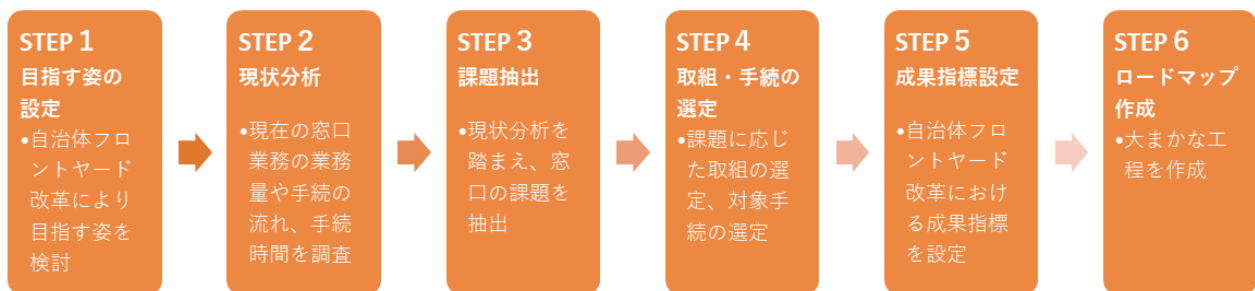 STEP 1
目指す姿の
設定
•自治体フロ
ントヤード
改革により
目指す姿を
検討
STEP 2
現状分析
•現在の窓口
業務の業務
量や手続の
流れ、手続
時間を調査
STEP 3
課題抽出
•現状分析を
踏まえ、窓
口の課題を
抽出
STEP 4
取組・手続の
選定
•課題に応じ
た取組の選
定、対象手
続の選定
STEP 5
成果指標設定
•自治体フロ
ントヤード
改革におけ
る成果指標
を設定
STEP 6
ロードマップ
作成
•大まかな工
程を作成